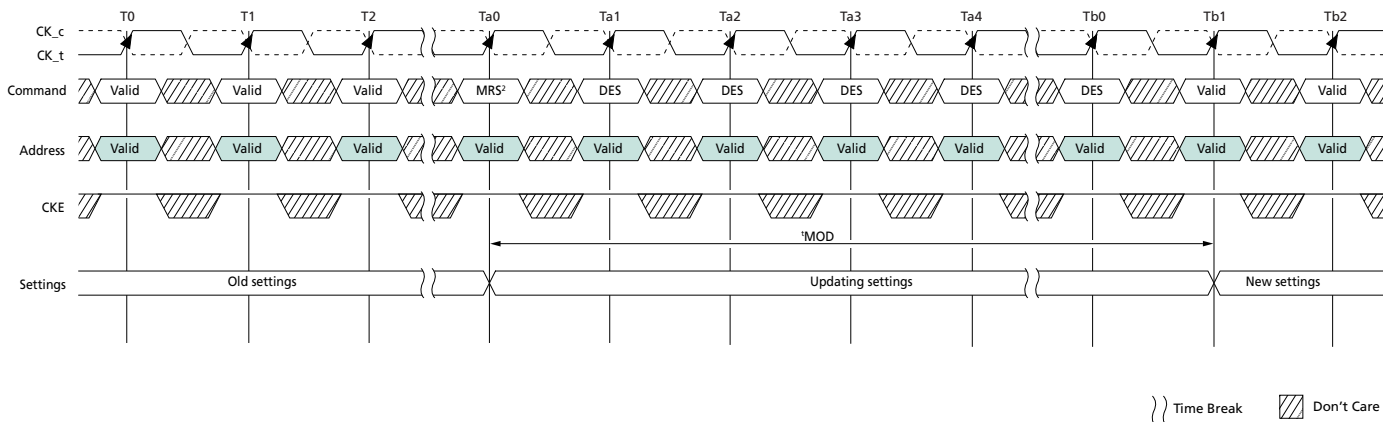 T0 T1 T2 Ta0 Ta1 Ta2 Ta3 Ta4 Tb0 Tb1 Tb2
CK_c
CK_t
Command Valid Valid Valid MRS² DES DES DES DES DES Valid Valid
Address Valid Valid Valid Valid Valid Valid Valid Valid Valid Valid Valid
CKE
ᵗMOD
Settings Old settings Updating settings New settings
Time Break Don't Care